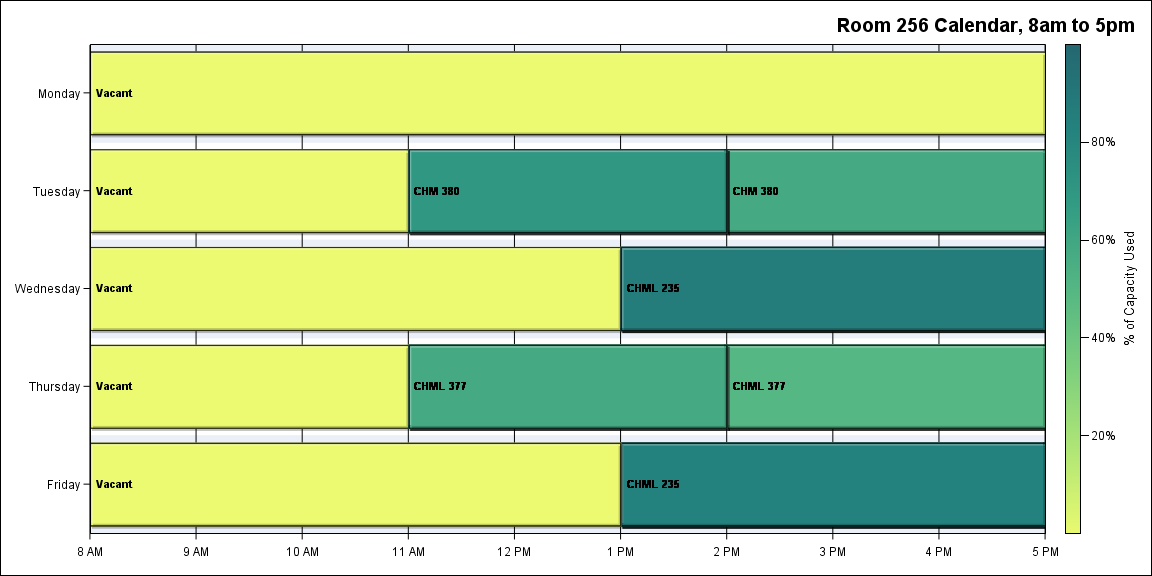 Room 256 Calendar, 8am to 5pm
Monday
Vacant
Tuesday
Vacant
CHM 380
CHM 380
Wednesday
Vacant
CHML 235
Thursday
Vacant
CHML 377
CHML 377
Friday
Vacant
CHML 235
8 AM
9 AM
10 AM
11 AM
12 PM
1 PM
2 PM
3 PM
4 PM
5 PM
80%
60%
40%
20%
% of Capacity Used